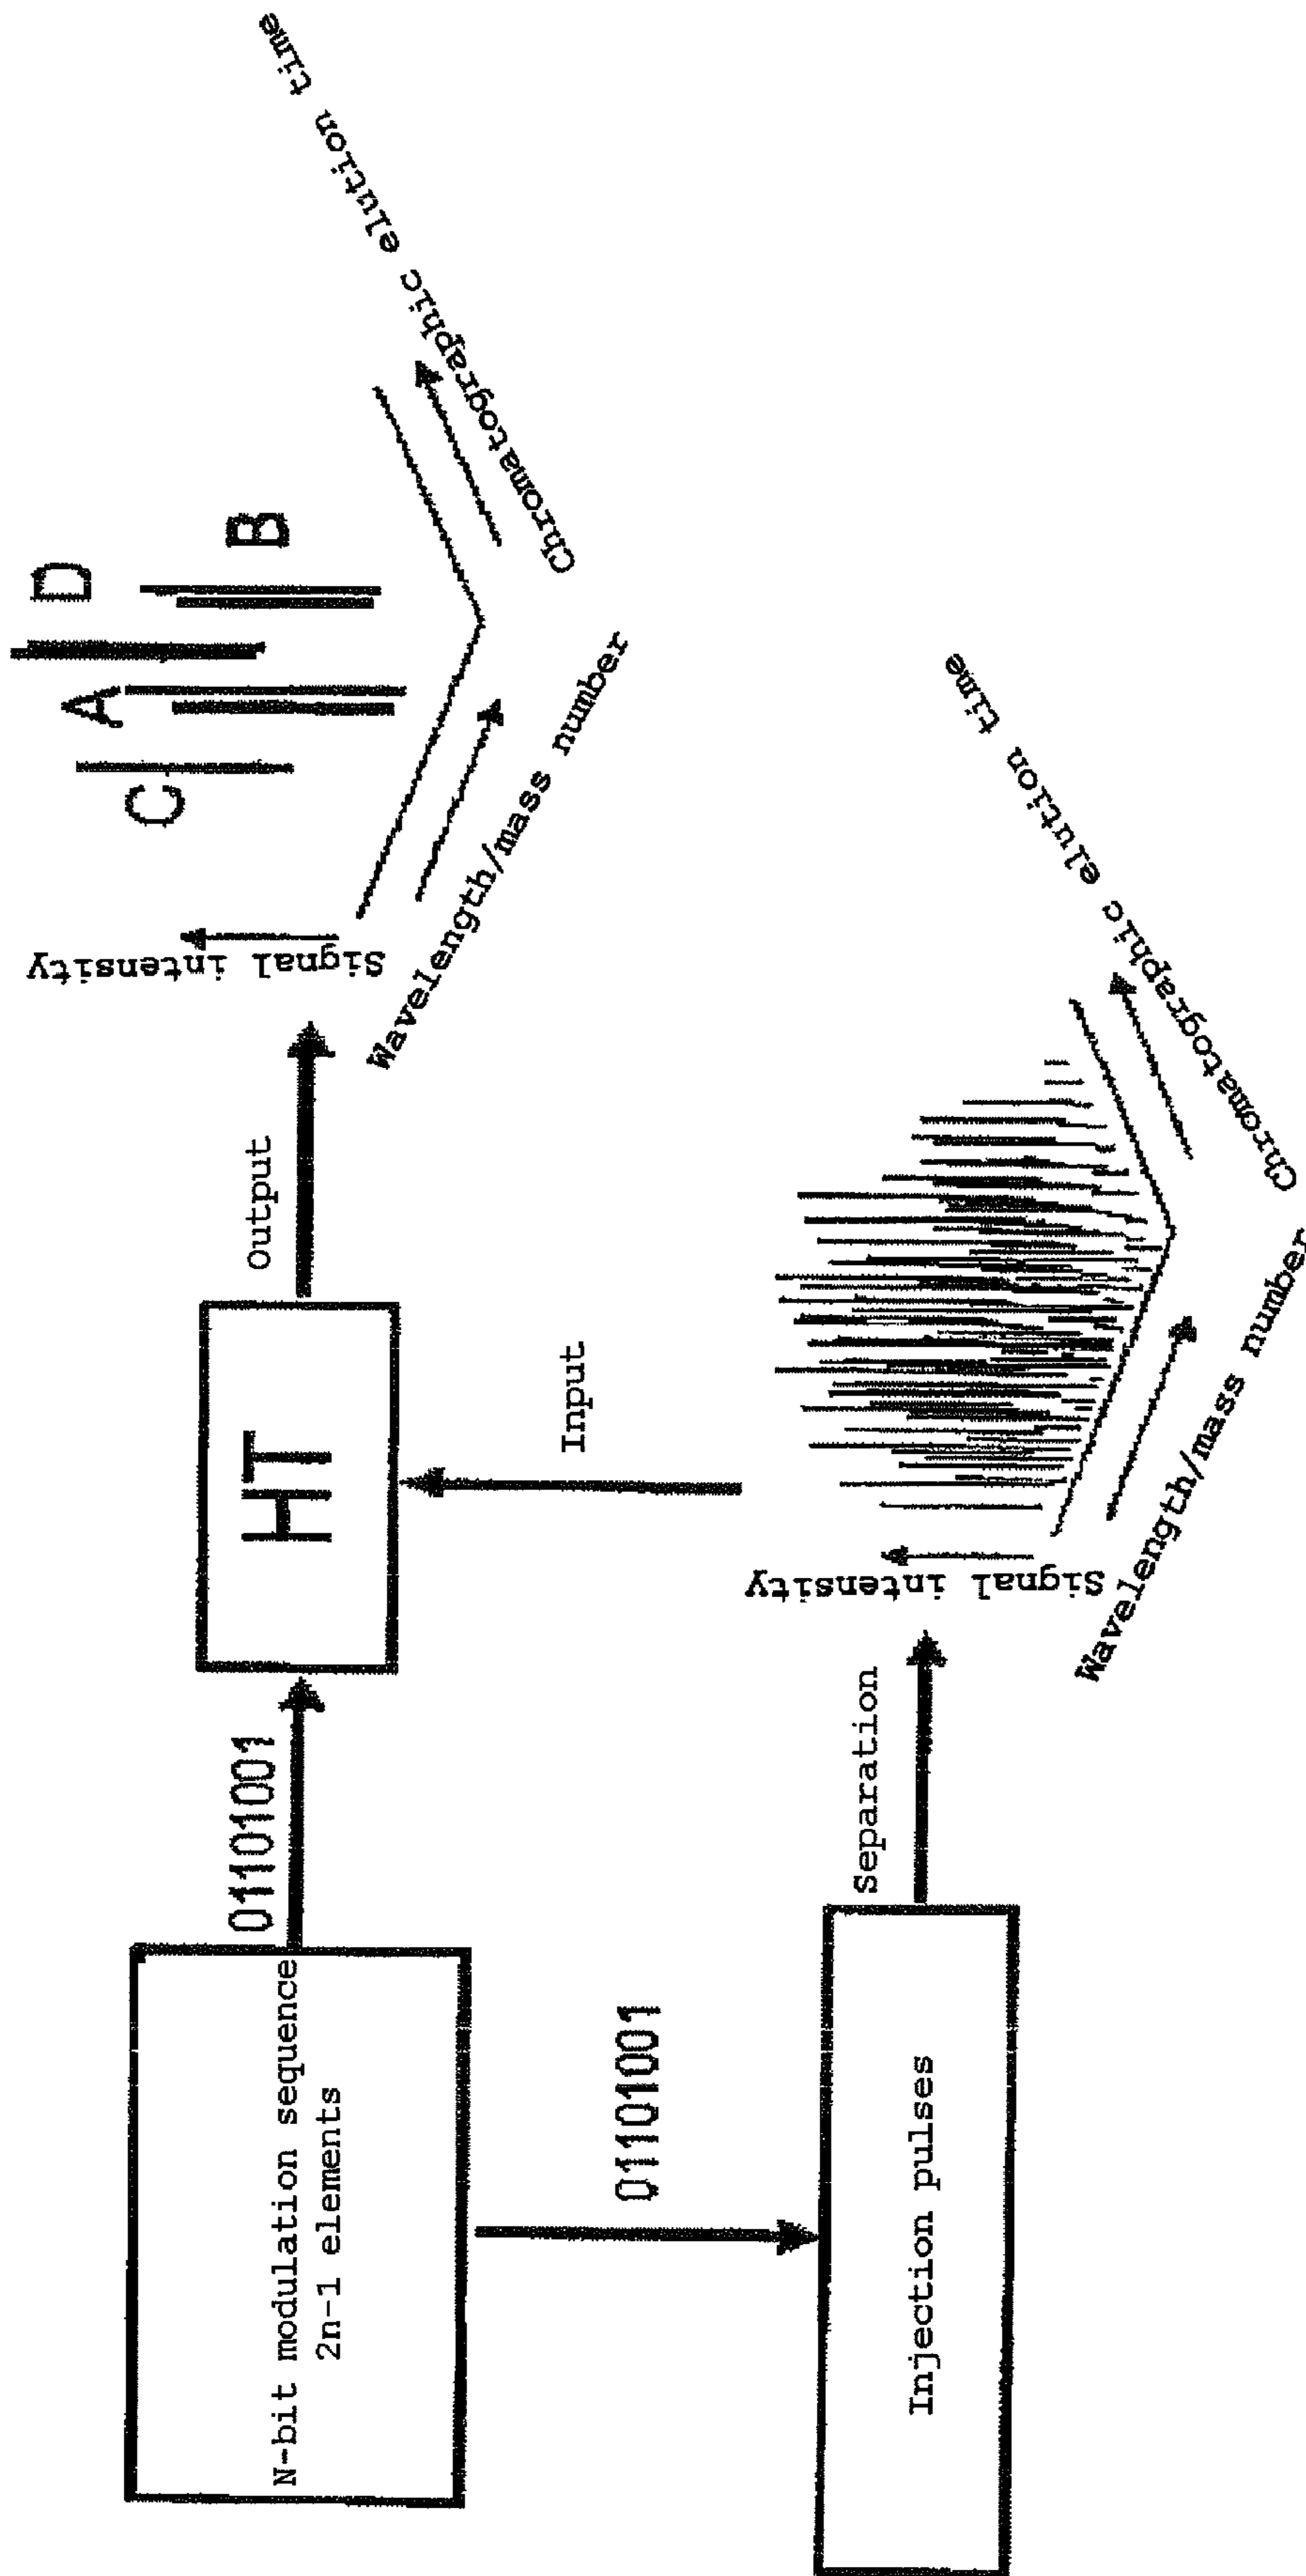 N-bit modulation sequence
2n-1 elements
01101001
HT
Output
Signal intensity
C
A
D
B
Wavelength/mass number
Chromatographic elution time
01101001
Input
Injection pulses
Separation
Signal intensity
Wavelength/mass number
Chromatographic elution time